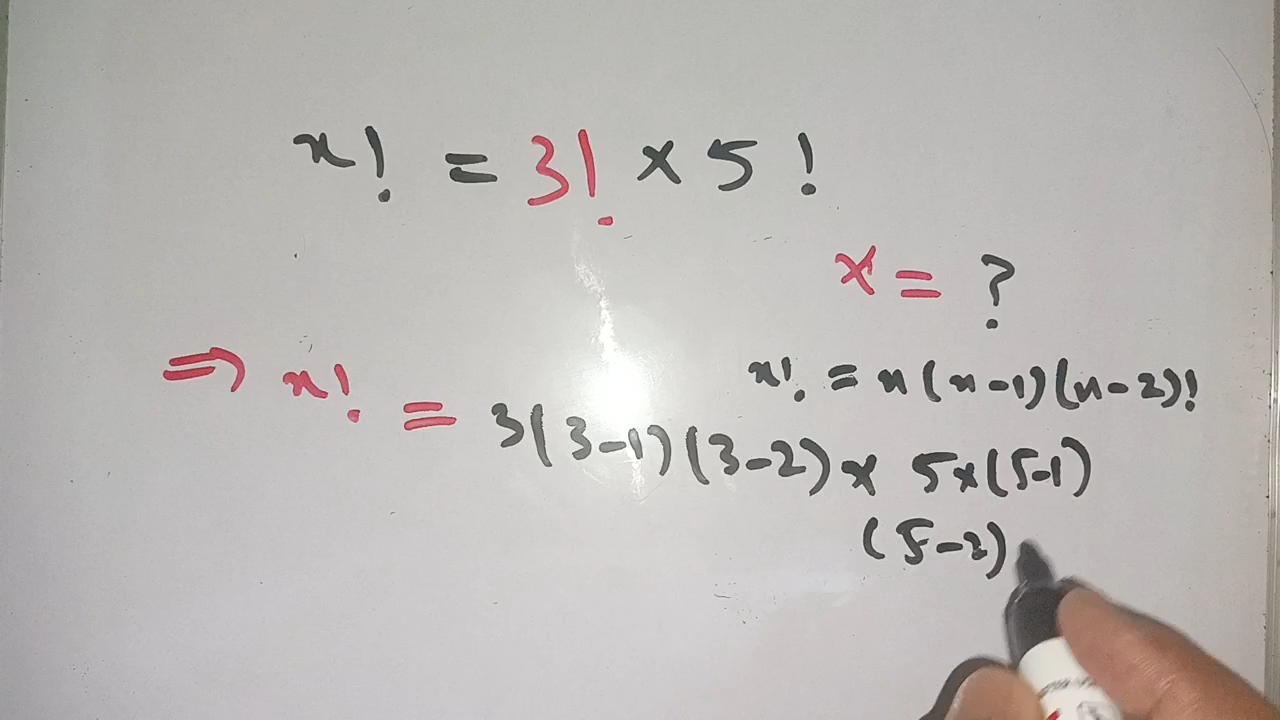 x! = 3! × 5!
x = ?
n! = n(n-1)(n-2)!
⇒ x! = 3(3-1)(3-2) × 5×(5-1)
(5-2)